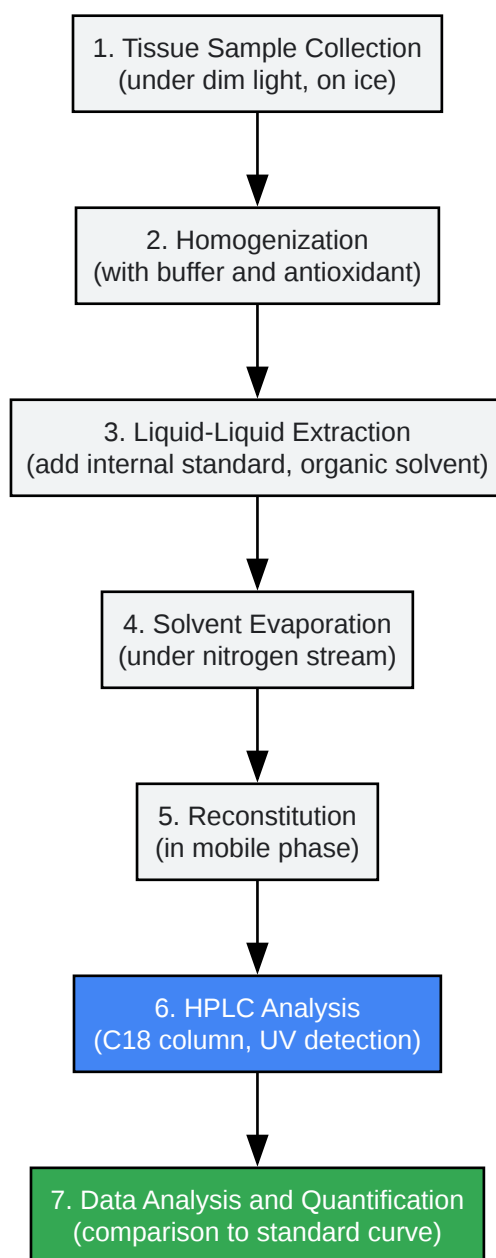 1. Tissue Sample Collection
(under dim light, on ice)
2. Homogenization
(with buffer and antioxidant)
3. Liquid-Liquid Extraction
(add internal standard, organic solvent)
4. Solvent Evaporation
(under nitrogen stream)
5. Reconstitution
(in mobile phase)
6. HPLC Analysis
(C18 column, UV detection)
7. Data Analysis and Quantification
(comparison to standard curve)